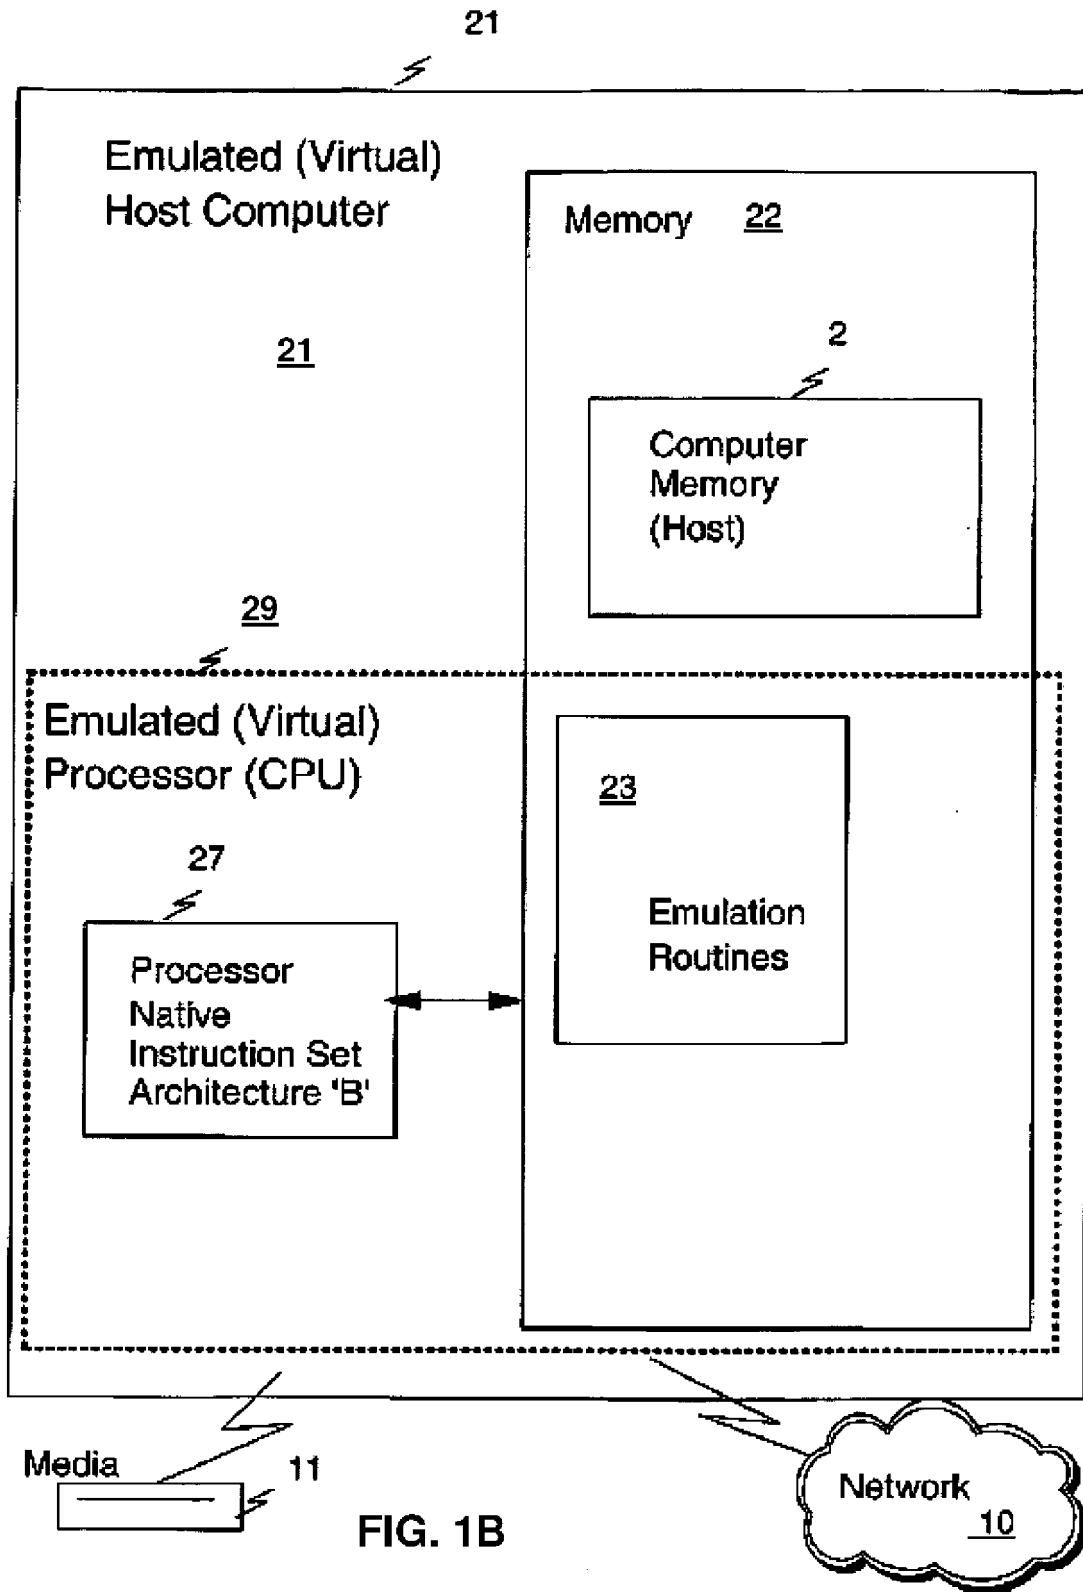 21
Emulated (Virtual)
Host Computer
21
Memory 22
2
Computer
Memory
(Host)
29
Emulated (Virtual)
Processor (CPU)
27
Processor
Native
Instruction Set
Architecture 'B'
23
Emulation
Routines
Media
11
FIG. 1B
Network
10